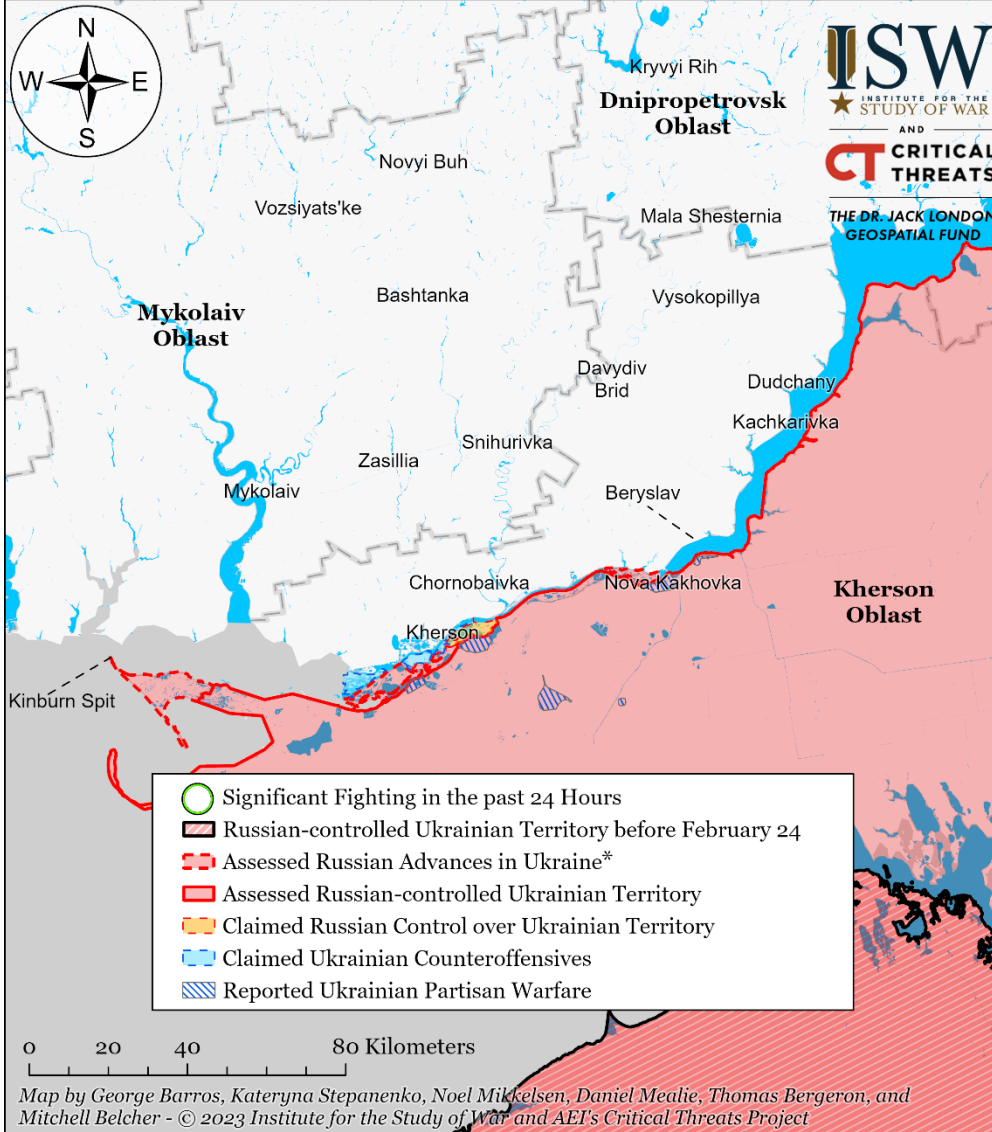 N
W
E
S
ISW
INSTITUTE FOR THE
STUDY OF WAR
AND
CT CRITICAL
THREATS
THE DR. JACK LONDON
GEOSPATIAL FUND
Kryvyi Rih
Dnipropetrovsk
Oblast
Novyi Buh
Vozsiyats'ke
Mala Shesternia
Bashtanka
Vysokopillya
Mykolaiv
Oblast
Davydiv
Brid
Dudchany
Kachkarivka
Snihurivka
Zasillia
Mykolaiv
Beryslav
Chornobaivka
Nova Kakhovka
Kherson
Oblast
Kherson
Kinburn Spit
Significant Fighting in the past 24 Hours
Russian-controlled Ukrainian Territory before February 24
Assessed Russian Advances in Ukraine*
Assessed Russian-controlled Ukrainian Territory
Claimed Russian Control over Ukrainian Territory
Claimed Ukrainian Counteroffensives
Reported Ukrainian Partisan Warfare
0 20 40 80 Kilometers
Map by George Barros, Kateryna Stepanenko, Noel Mikkelsen, Daniel Mealie, Thomas Bergeron, and
Mitchell Belcher - © 2023 Institute for the Study of War and AEI's Critical Threats Project